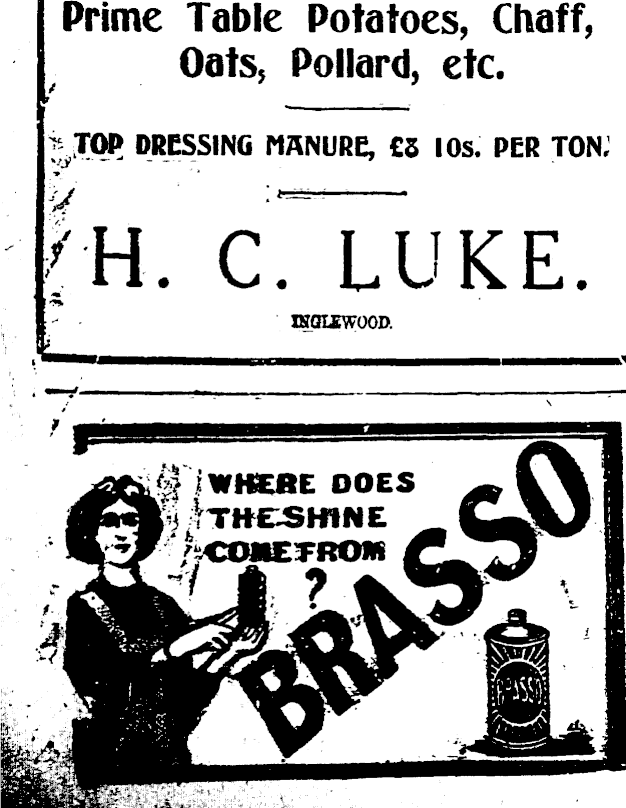 Prime Table Potatoes, Chaff,
Oats, Pollard, etc.
TOP DRESSING MANURE, £3 10s. PER TON.
H. C. LUKE.
INGLEWOOD.
WHERE DOES
THE SHINE
COME FROM
?
BRASSO
BRASSO